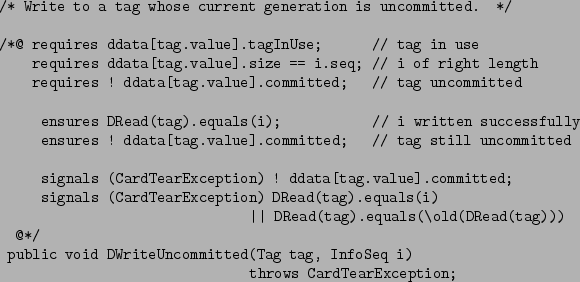 /* Write to a tag whose current generation is uncommitted.  */
/*@ requires ddata[tag.value].tagInUse;      // tag in use
    requires ddata[tag.value].size == i.seq; // i of right length
    requires ! ddata[tag.value].committed;   // tag uncommitted
     ensures DRead(tag).equals(i);           // i written successfully
     ensures ! ddata[tag.value].committed;   // tag still uncommitted
     signals (CardTearException) ! ddata[tag.value].committed;
     signals (CardTearException) DRead(tag).equals(i)
                              || DRead(tag).equals(\old(DRead(tag)))
  @*/
 public void DWriteUncommitted(Tag tag, InfoSeq i)
                              throws CardTearException;